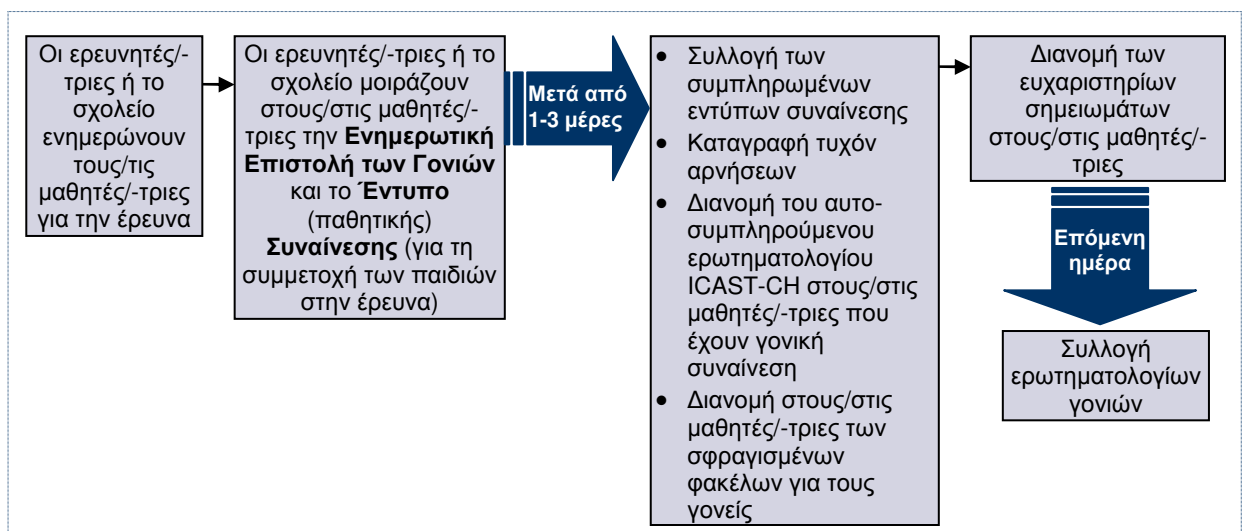 Οι ερευνητές/-
τριες ή το
σχολείο
ενημερώνουν
τους/τις
μαθητές/-τριες
για την έρευνα
Οι ερευνητές/-τριες ή το
σχολείο μοιράζουν
στους/στις μαθητές/-
τριες την Ενημερωτική
Επιστολή των Γονιών
και το Έντυπο
(παθητικής)
Συναίνεσης (για τη
συμμετοχή των παιδιών
στην έρευνα)
Μετά από
1-3 μέρες
• Συλλογή των
συμπληρωμένων
εντύπων συναίνεσης
• Καταγραφή τυχόν
αρνήσεων
• Διανομή του αυτο-
συμπληρούμενου
ερωτηματολογίου
ICAST-CH στους/στις
μαθητές/-τριες που
έχουν γονική
συναίνεση
• Διανομή στους/στις
μαθητές/-τριες των
σφραγισμένων
φακέλων για τους
γονείς
Διανομή των
ευχαριστηρίων
σημειωμάτων
στους/στις μαθητές/-
τριες
Επόμενη
ημέρα
Συλλογή
ερωτηματολογίων
γονιών